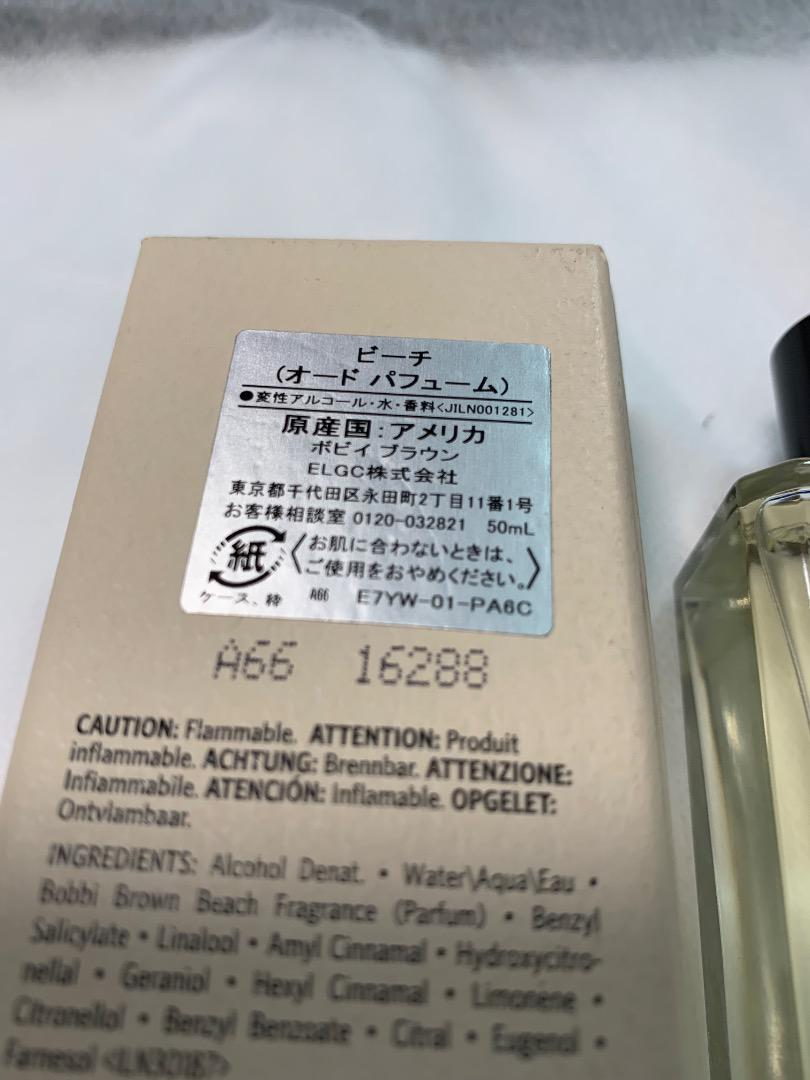 ビーチ
(オード パフューム)
●変性アルコール・水・香料<JILN001281>
原産国:アメリカ
ボビイ ブラウン
ELGC株式会社
東京都千代田区永田町2丁目11番1号
お客様相談室 0120-032821 50mL
紙
〈お肌に合わないときは、
ご使用をおやめください。〉
ケース、枠 A66 E7YW-01-PA6C
A66 16288
CAUTION: Flammable. ATTENTION: Produit
inflammable. ACHTUNG: Brennbar. ATTENZIONE:
Infiammabile. ATENCIÓN: Inflamable. OPGELET:
Ontvlambaar.
INGREDIENTS: Alcohol Denat. • Water\Aqua\Eau •
Bobbi Brown Beach Fragrance (Parfum) • Benzyl
Salicylate • Linalool • Amyl Cinnamal • Hydroxycitro-
nellal • Geraniol • Hexyl Cinnamal • Limonene •
Citronellol • Benzyl Benzoate • Citral • Eugenol •
Farnesol <ILN30187>